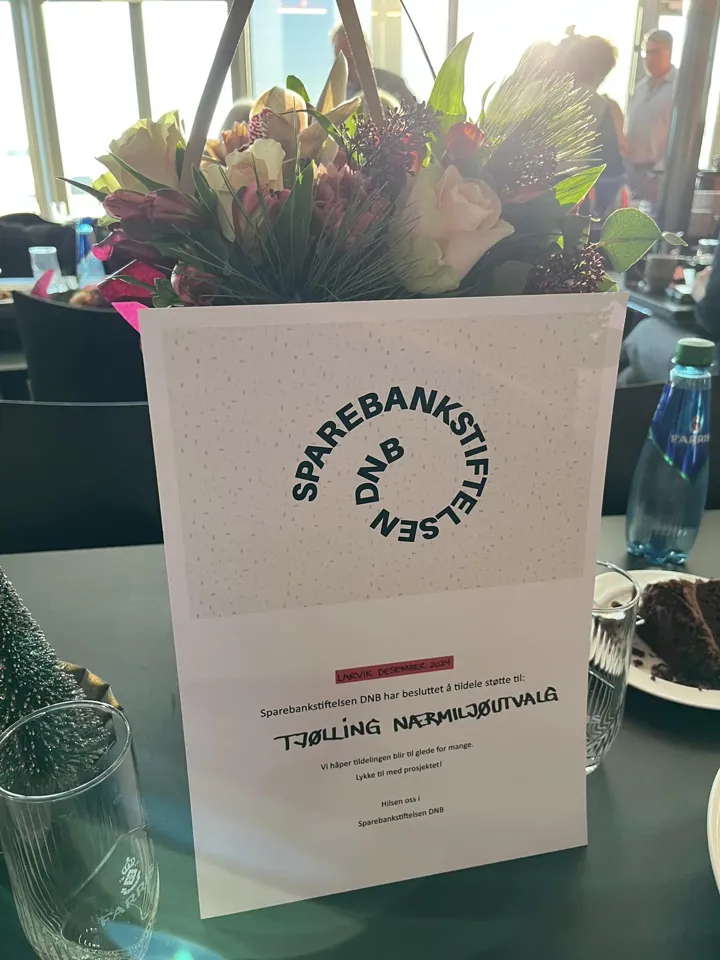 SPAREBANKSTIFTELSEN DNB
LARVIK DESEMBER 2024
Sparebankstiftelsen DNB har besluttet å tildele støtte til:
TJØLLING NÆRMILJØUTVALG
Vi håper tildelingen blir til glede for mange.
Lykke til med prosjektet!
Hilsen oss i
Sparebankstiftelsen DNB
FARRIS
FARRIS